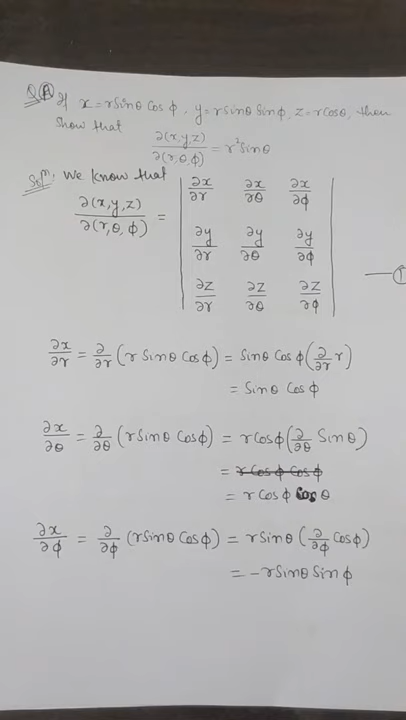 Q(A) If x = r sinθ cosϕ, y = r sinθ sinϕ, z = r cosθ, then
show that
∂(x,y,z)/∂(r,θ,ϕ) = r² sinθ
Solⁿ. We know that
∂(x,y,z)/∂(r,θ,ϕ) = | ∂x/∂r ∂x/∂θ ∂x/∂ϕ |
| ∂y/∂r ∂y/∂θ ∂y/∂ϕ |
| ∂z/∂r ∂z/∂θ ∂z/∂ϕ | —(1)
∂x/∂r = ∂/∂r (r sinθ cosϕ) = sinθ cosϕ (∂/∂r r)
= sinθ cosϕ
∂x/∂θ = ∂/∂θ (r sinθ cosϕ) = r cosϕ (∂/∂θ sinθ)
= r cosϕ cosϕ
= r cosϕ cosθ
∂x/∂ϕ = ∂/∂ϕ (r sinθ cosϕ) = r sinθ (∂/∂ϕ cosϕ)
= -r sinθ sinϕ